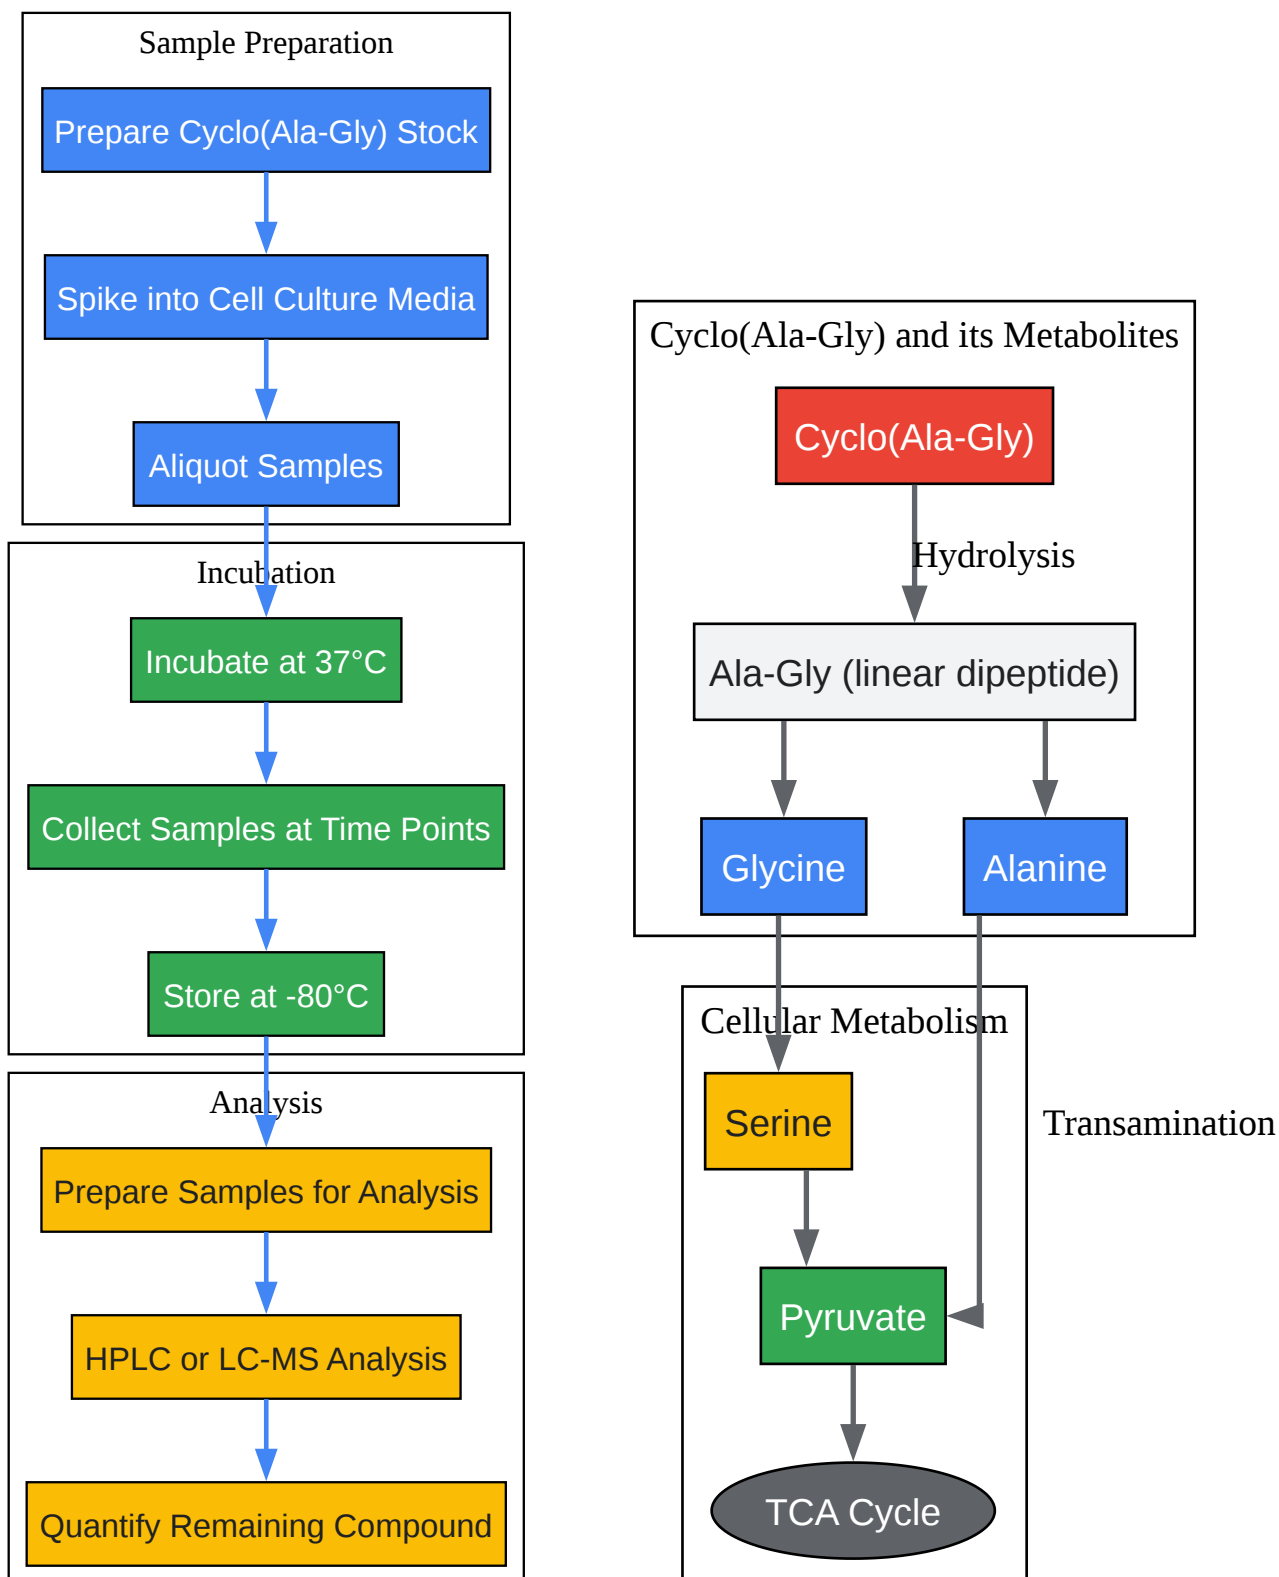 Sample Preparation
Prepare Cyclo(Ala-Gly) Stock
Spike into Cell Culture Media
Aliquot Samples
Incubation
Incubate at 37°C
Collect Samples at Time Points
Store at -80°C
Analysis
Prepare Samples for Analysis
HPLC or LC-MS Analysis
Quantify Remaining Compound
Cyclo(Ala-Gly) and its Metabolites
Cyclo(Ala-Gly)
Hydrolysis
Ala-Gly (linear dipeptide)
Glycine
Alanine
Cellular Metabolism
Serine
Transamination
Pyruvate
TCA Cycle